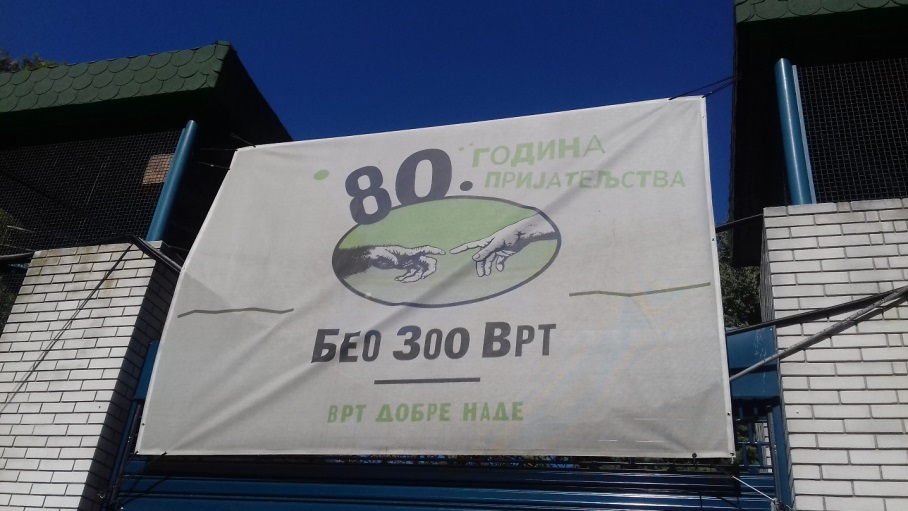 80. ГОДИНА
ПРИЈАТЕЉСТВА
БЕО ЗОО ВРТ
ВРТ ДОБРЕ НАДЕ